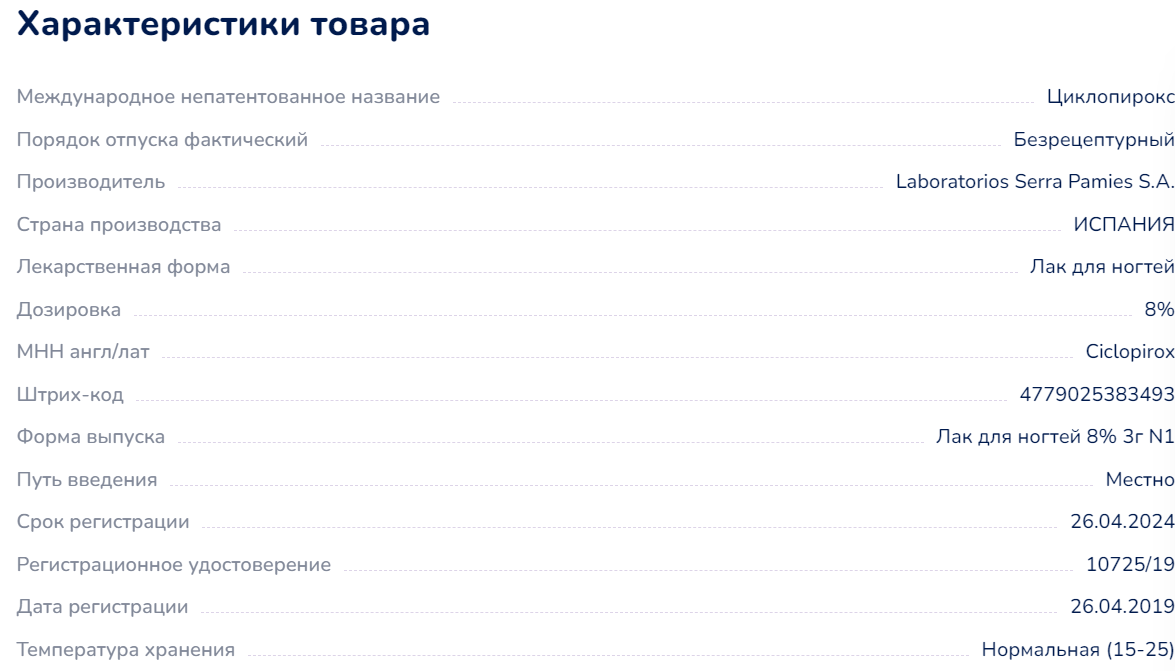 Характеристики товара
Международное непатентованное название Циклопирокс
Порядок отпуска фактический Безрецептурный
Производитель Laboratorios Serra Pamies S.A.
Страна производства ИСПАНИЯ
Лекарственная форма Лак для ногтей
Дозировка 8%
МНН англ/лат Ciclopirox
Штрих-код 4779025383493
Форма выпуска Лак для ногтей 8% 3г N1
Путь введения Местно
Срок регистрации 26.04.2024
Регистрационное удостоверение 10725/19
Дата регистрации 26.04.2019
Температура хранения Нормальная (15-25)